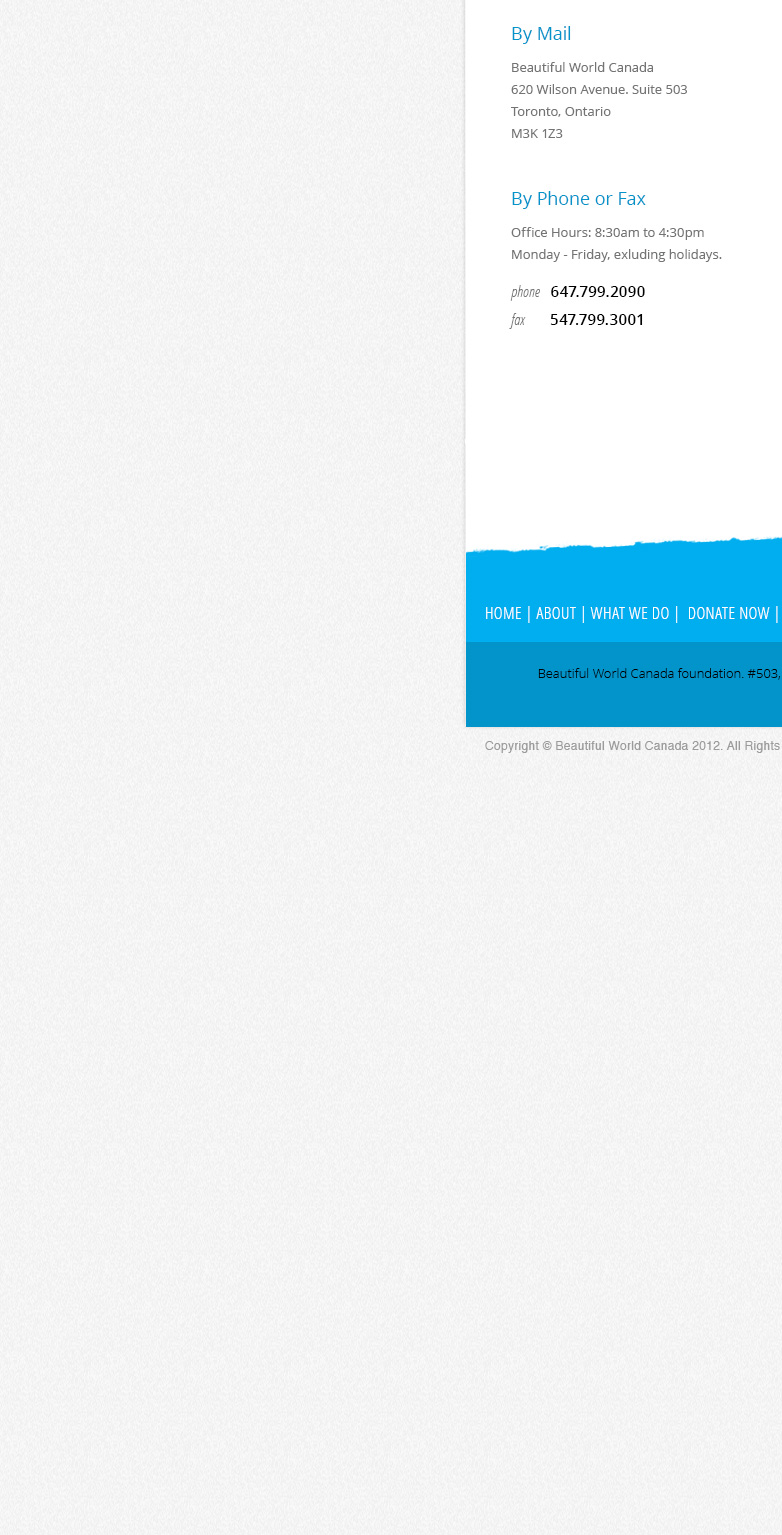 By Mail
Beautiful World Canada
620 Wilson Avenue. Suite 503
Toronto, Ontario
M3K 1Z3
By Phone or Fax
Office Hours: 8:30am to 4:30pm
Monday - Friday, exluding holidays.
phone 647.799.2090
fax 547.799.3001
HOME | ABOUT | WHAT WE DO | DONATE NOW |
Beautiful World Canada foundation. #503,
Copyright © Beautiful World Canada 2012. All Rights